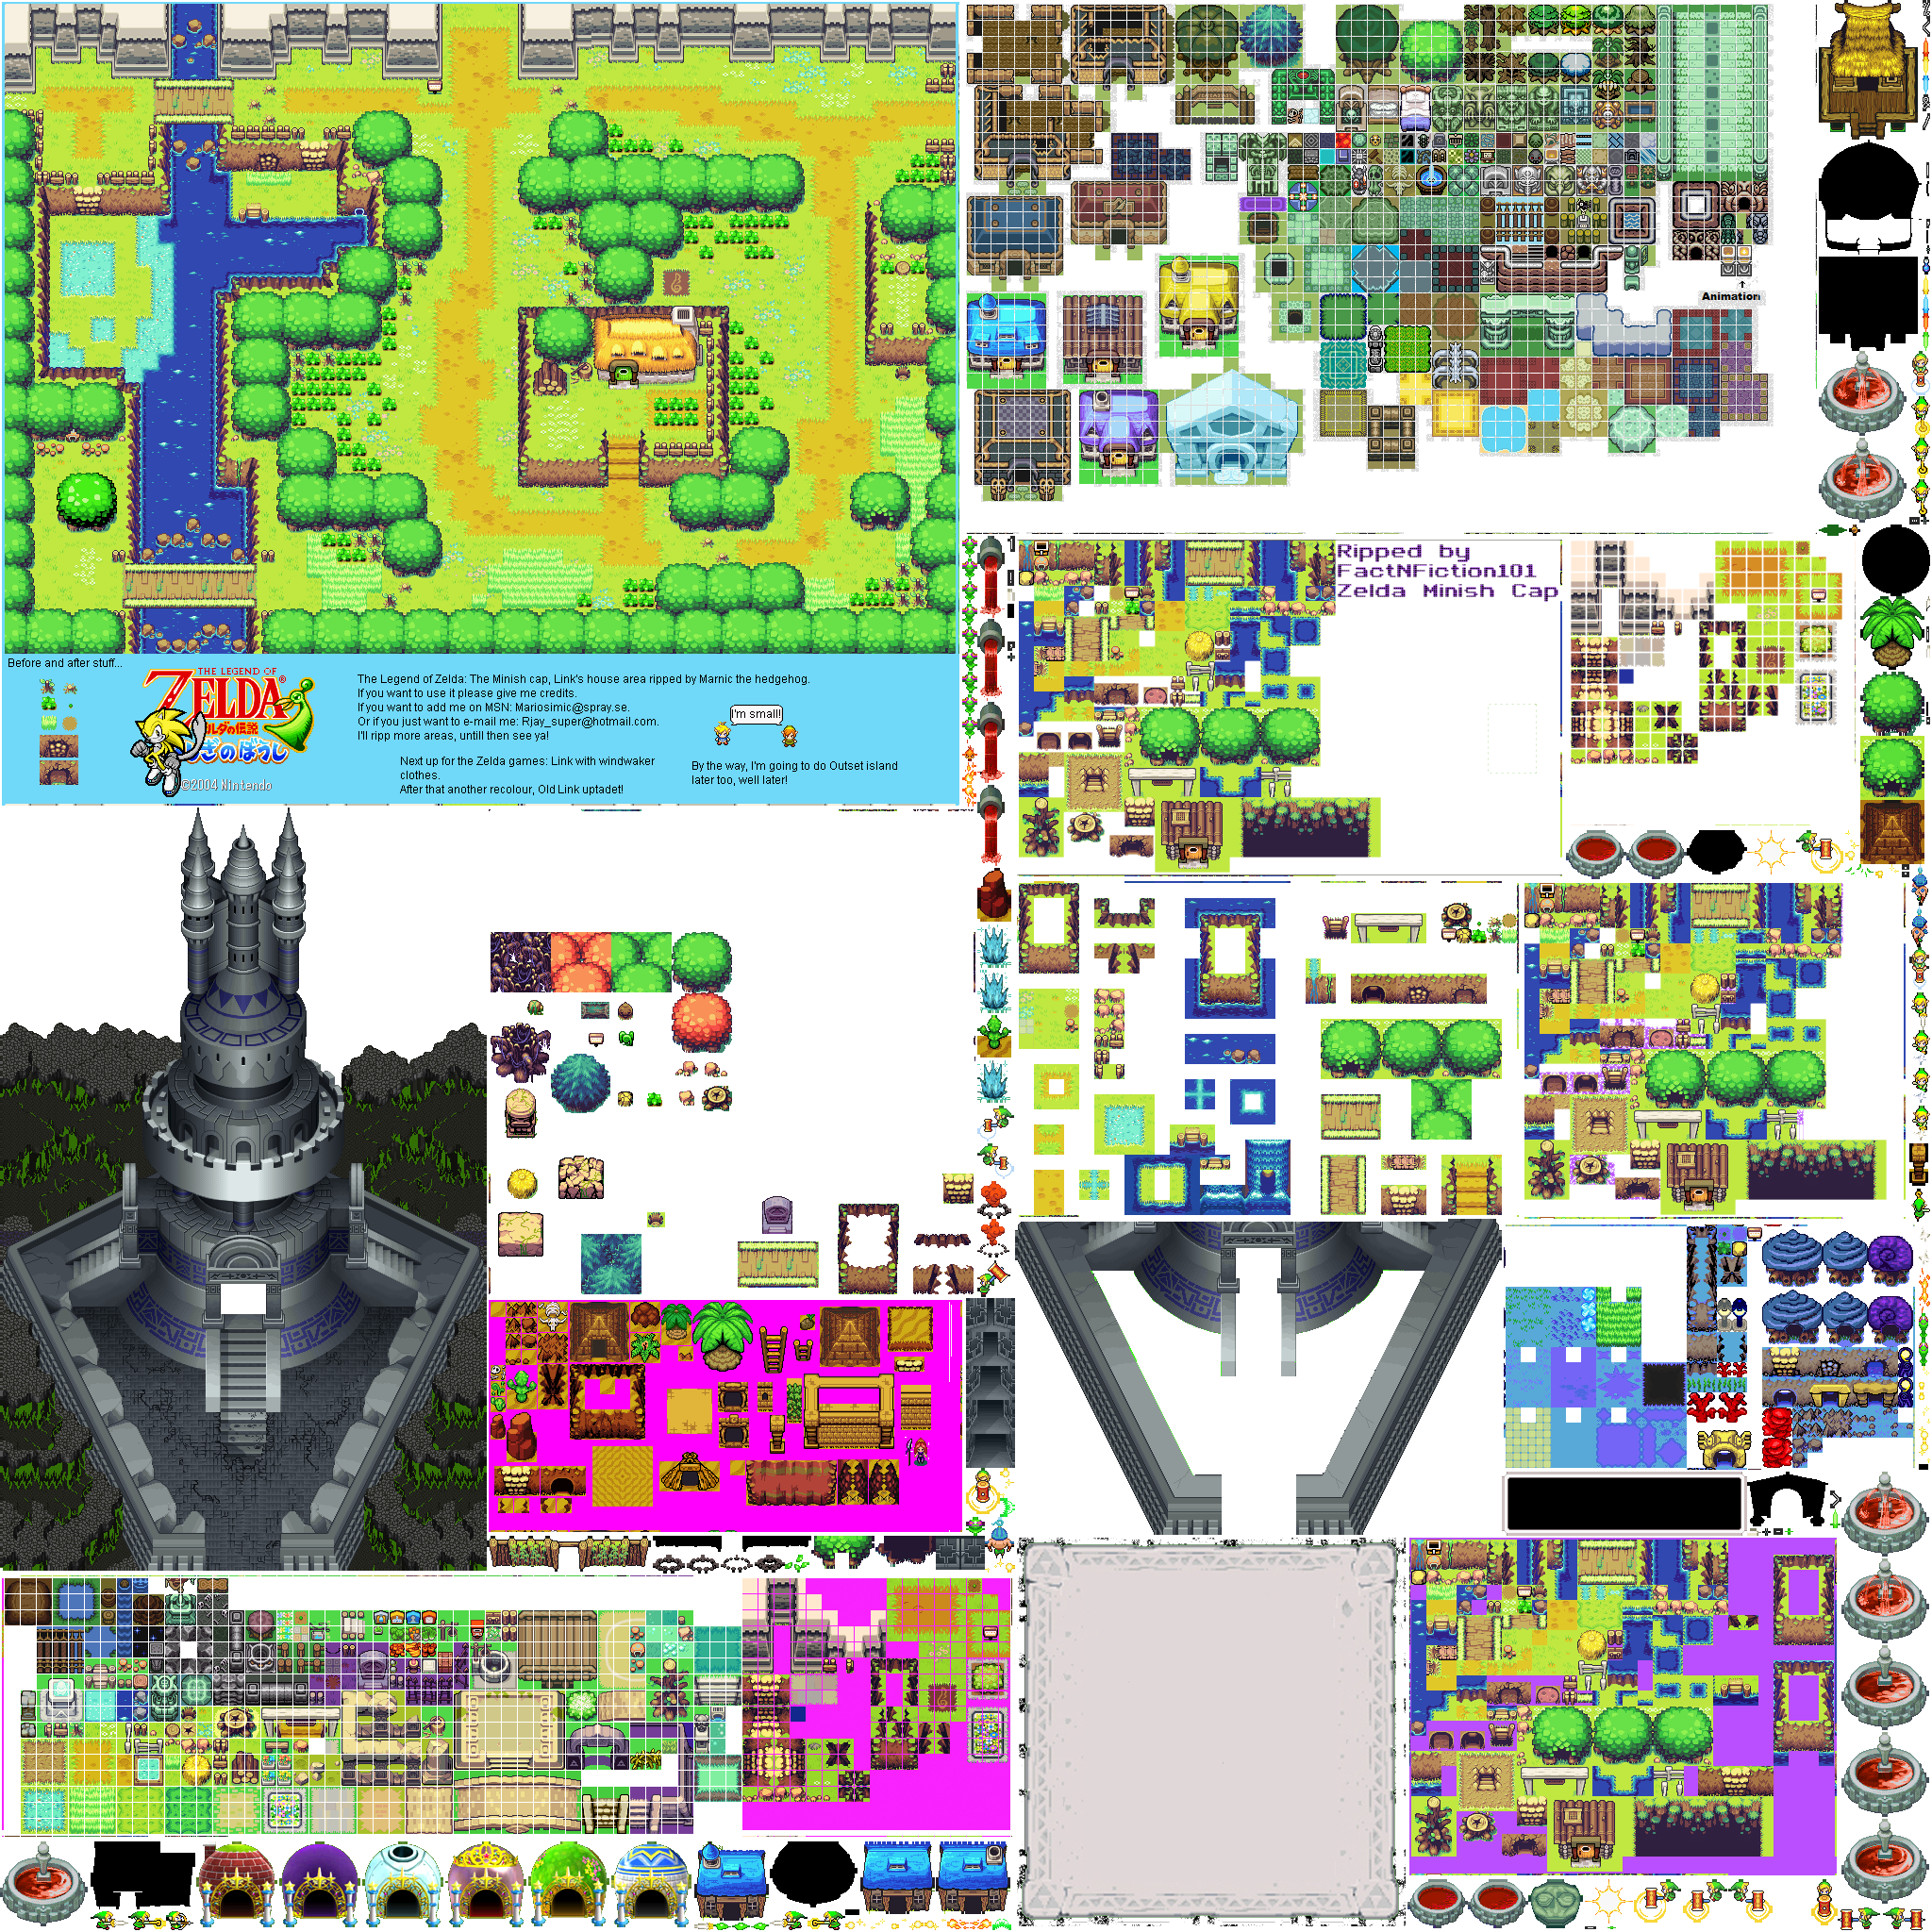 Animation
Ripped by
FactNFiction101
Zelda Minish Cap
Before and after stuff...
THE LEGEND OF
ZELDA
©2004 Nintendo
The Legend of Zelda: The Minish cap, Link's house area ripped by Marnic the hedgehog.
If you want to use it please give me credits.
If you want to add me on MSN: Mariosimic@spray.se.
Or if you just want to e-mail me: Rjay_super@hotmail.com.
I'll ripp more areas, untill then see ya!
Next up for the Zelda games: Link with windwaker
clothes.
After that another recolour, Old Link uptadet!
I'm small!
By the way, I'm going to do Outset island
later too, well later!